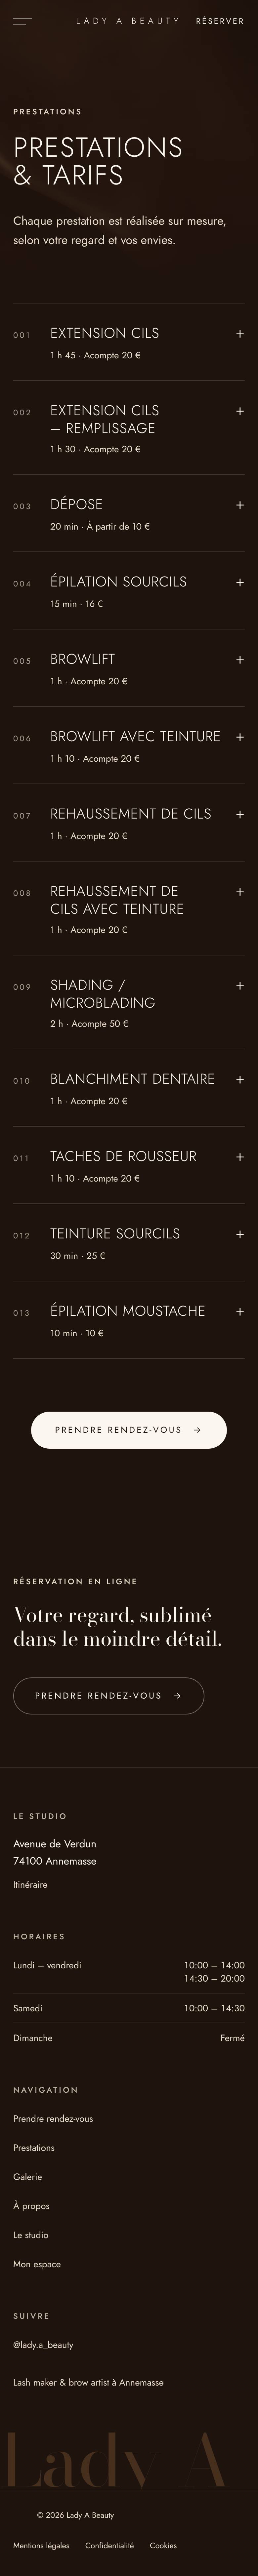 LADY A BEAUTY RÉSERVER
PRESTATIONS
PRESTATIONS
& TARIFS
Chaque prestation est réalisée sur mesure,
selon votre regard et vos envies.
001 EXTENSION CILS +
1 h 45 · Acompte 20 €
002 EXTENSION CILS +
– REMPLISSAGE
1 h 30 · Acompte 20 €
003 DÉPOSE +
20 min · À partir de 10 €
004 ÉPILATION SOURCILS +
15 min · 16 €
005 BROWLIFT +
1 h · Acompte 20 €
006 BROWLIFT AVEC TEINTURE +
1 h 10 · Acompte 20 €
007 REHAUSSEMENT DE CILS +
1 h · Acompte 20 €
008 REHAUSSEMENT DE +
CILS AVEC TEINTURE
1 h · Acompte 20 €
009 SHADING / +
MICROBLADING
2 h · Acompte 50 €
010 BLANCHIMENT DENTAIRE +
1 h · Acompte 20 €
011 TACHES DE ROUSSEUR +
1 h 10 · Acompte 20 €
012 TEINTURE SOURCILS +
30 min · 25 €
013 ÉPILATION MOUSTACHE +
10 min · 10 €
PRENDRE RENDEZ-VOUS →
RÉSERVATION EN LIGNE
Votre regard, sublimé
dans le moindre détail.
PRENDRE RENDEZ-VOUS →
LE STUDIO
Avenue de Verdun
74100 Annemasse
Itinéraire
HORAIRES
Lundi – vendredi 10:00 – 14:00
14:30 – 20:00
Samedi 10:00 – 14:30
Dimanche Fermé
NAVIGATION
Prendre rendez-vous
Prestations
Galerie
À propos
Le studio
Mon espace
SUIVRE
@lady.a_beauty
Lash maker & brow artist à Annemasse
Lady A
© 2026 Lady A Beauty
Mentions légales Confidentialité Cookies